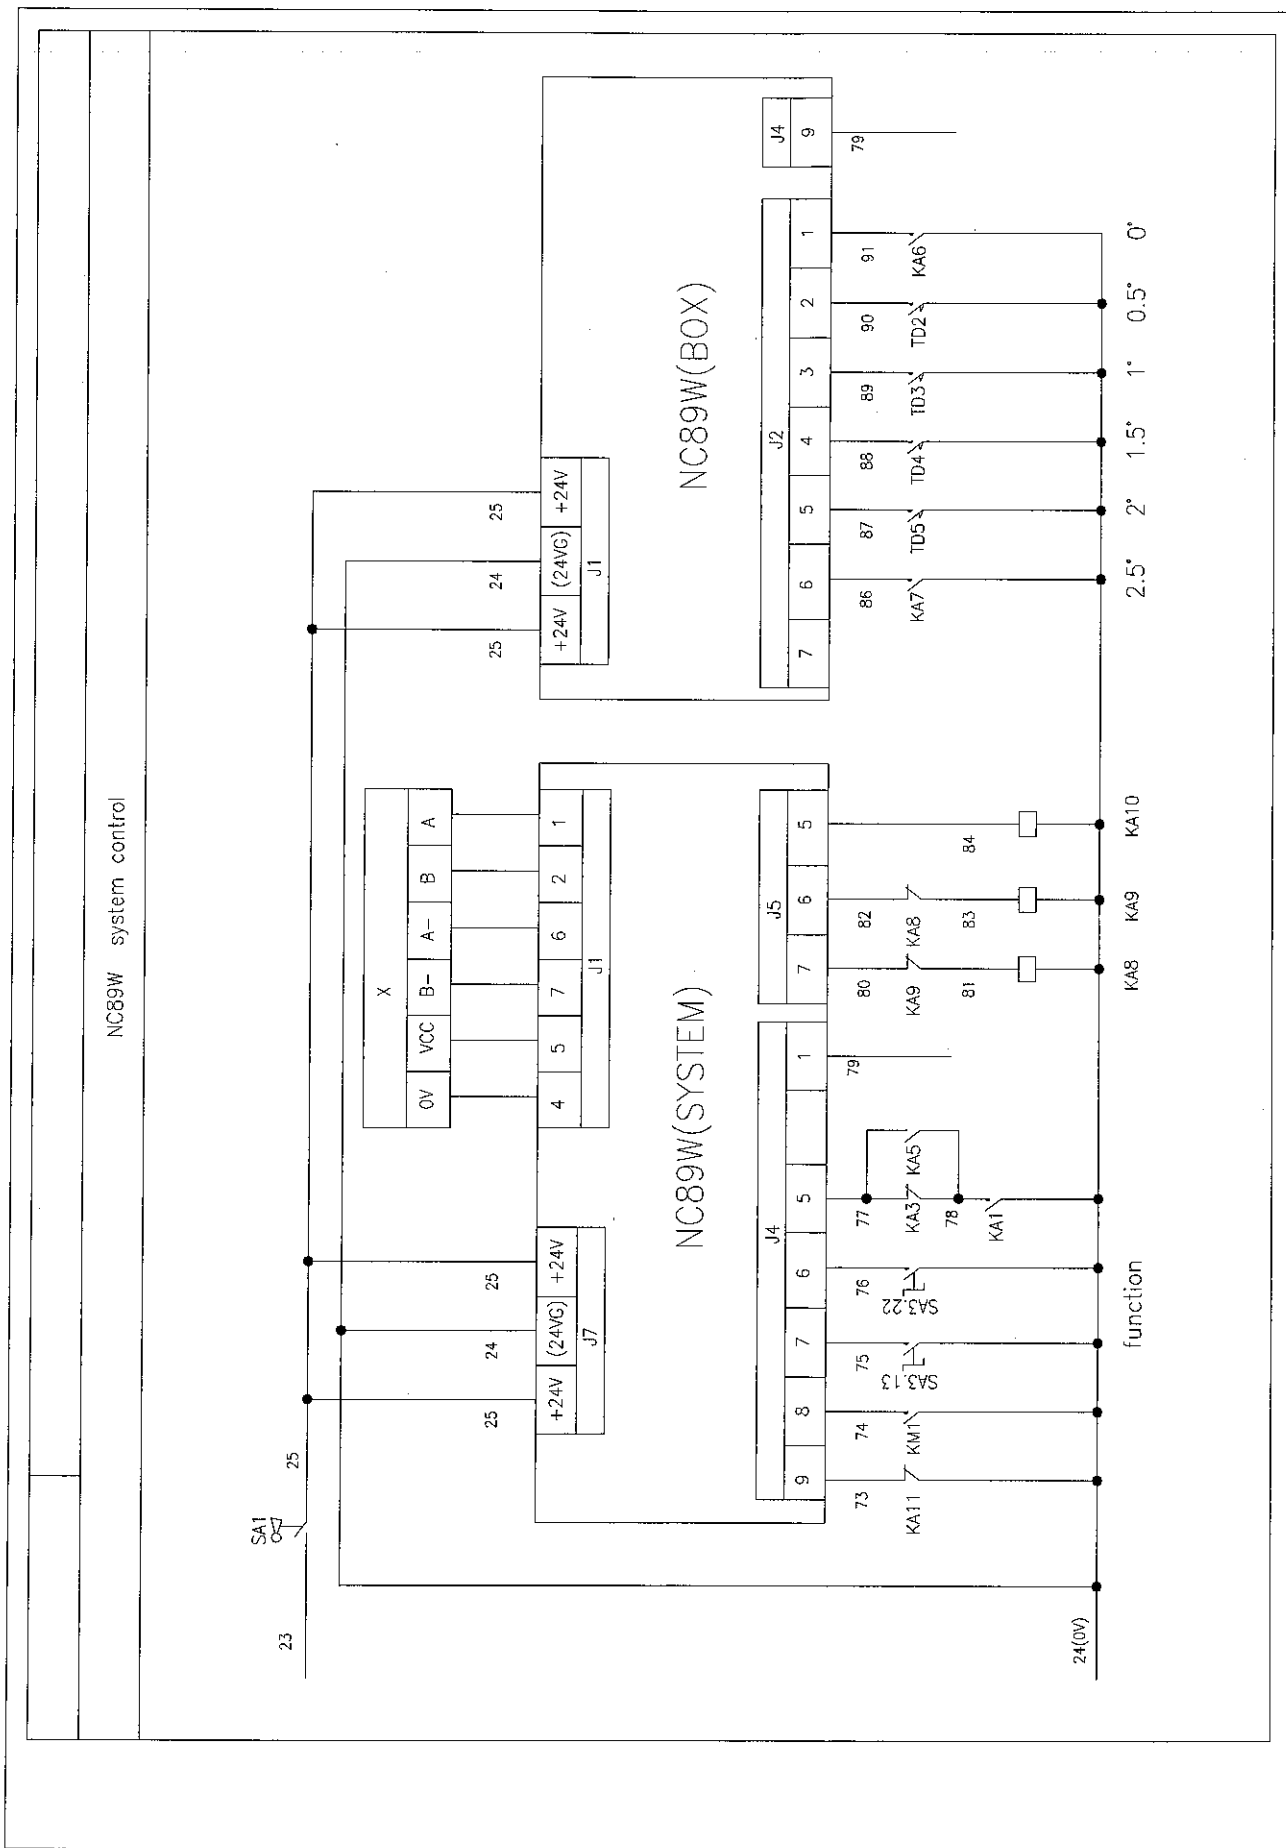 NC89W system control
SA1
23
25
X
0V VCC B- A- B A
25 24 25
25 24 25
+24V (24VG) +24V
J7
4 5 7 6 2 1
J1
+24V (24VG) +24V
J1
NC89W(SYSTEM)
NC89W(BOX)
J4
J5
J2
J4
9 8 7 6 5 1
7 6 5
7 6 5 4 3 2 1
9
73 74 75 76 77 79 80 82
86 87 88 89 90 91 79
KA11 KM1 SA3.13 SA3.22 KA3 KA5 KA9 KA8
KA7 TD5 TD4 TD3 TD2 KA6
78 81 83 84
KA1
24(0V)
function
KA8 KA9 KA10
2.5° 2° 1.5° 1° 0.5° 0°